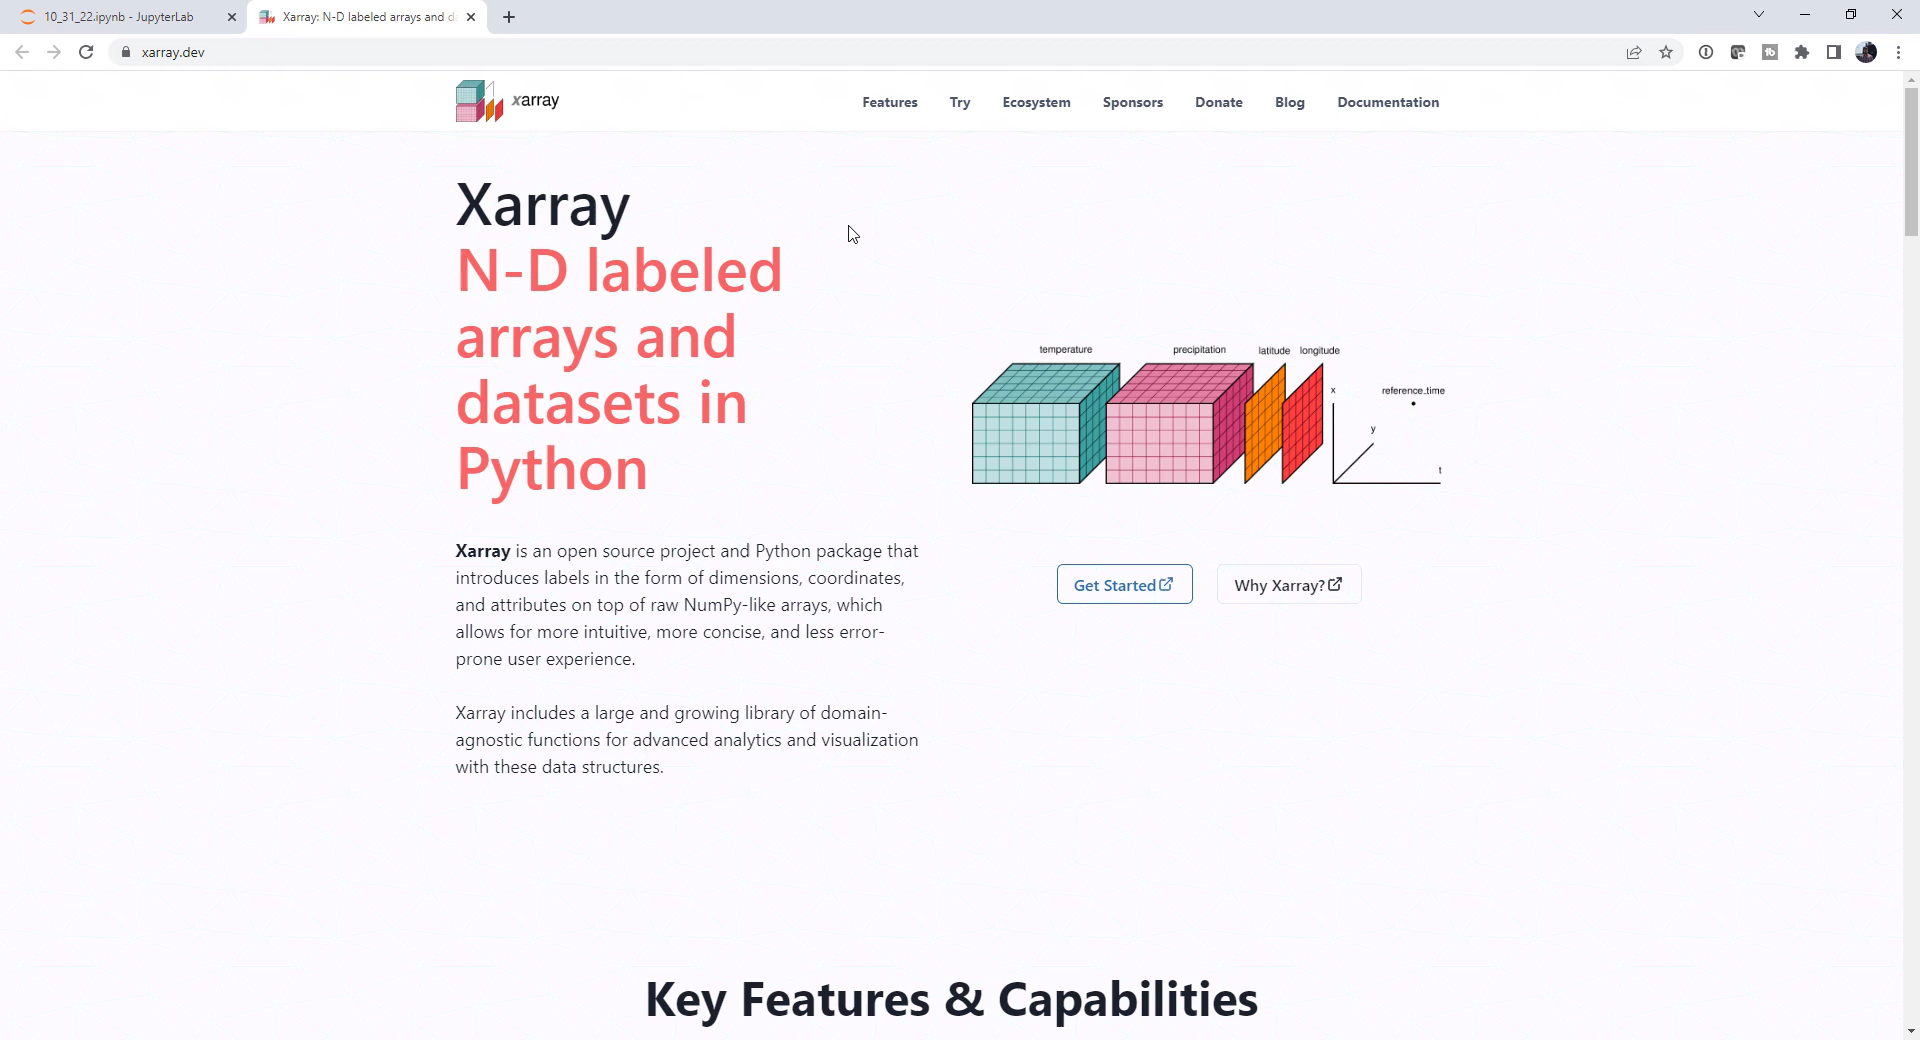 10_31_22.ipynb - JupyterLab
Xarray: N-D labeled arrays and d
xarray.dev
xarray
Features Try Ecosystem Sponsors Donate Blog Documentation
Xarray
N-D labeled
arrays and
datasets in
Python
temperature precipitation latitude longitude
x
reference_time
y
t
Xarray is an open source project and Python package that
introduces labels in the form of dimensions, coordinates,
and attributes on top of raw NumPy-like arrays, which
allows for more intuitive, more concise, and less error-
prone user experience.
Get Started Why Xarray?
Xarray includes a large and growing library of domain-
agnostic functions for advanced analytics and visualization
with these data structures.
Key Features & Capabilities